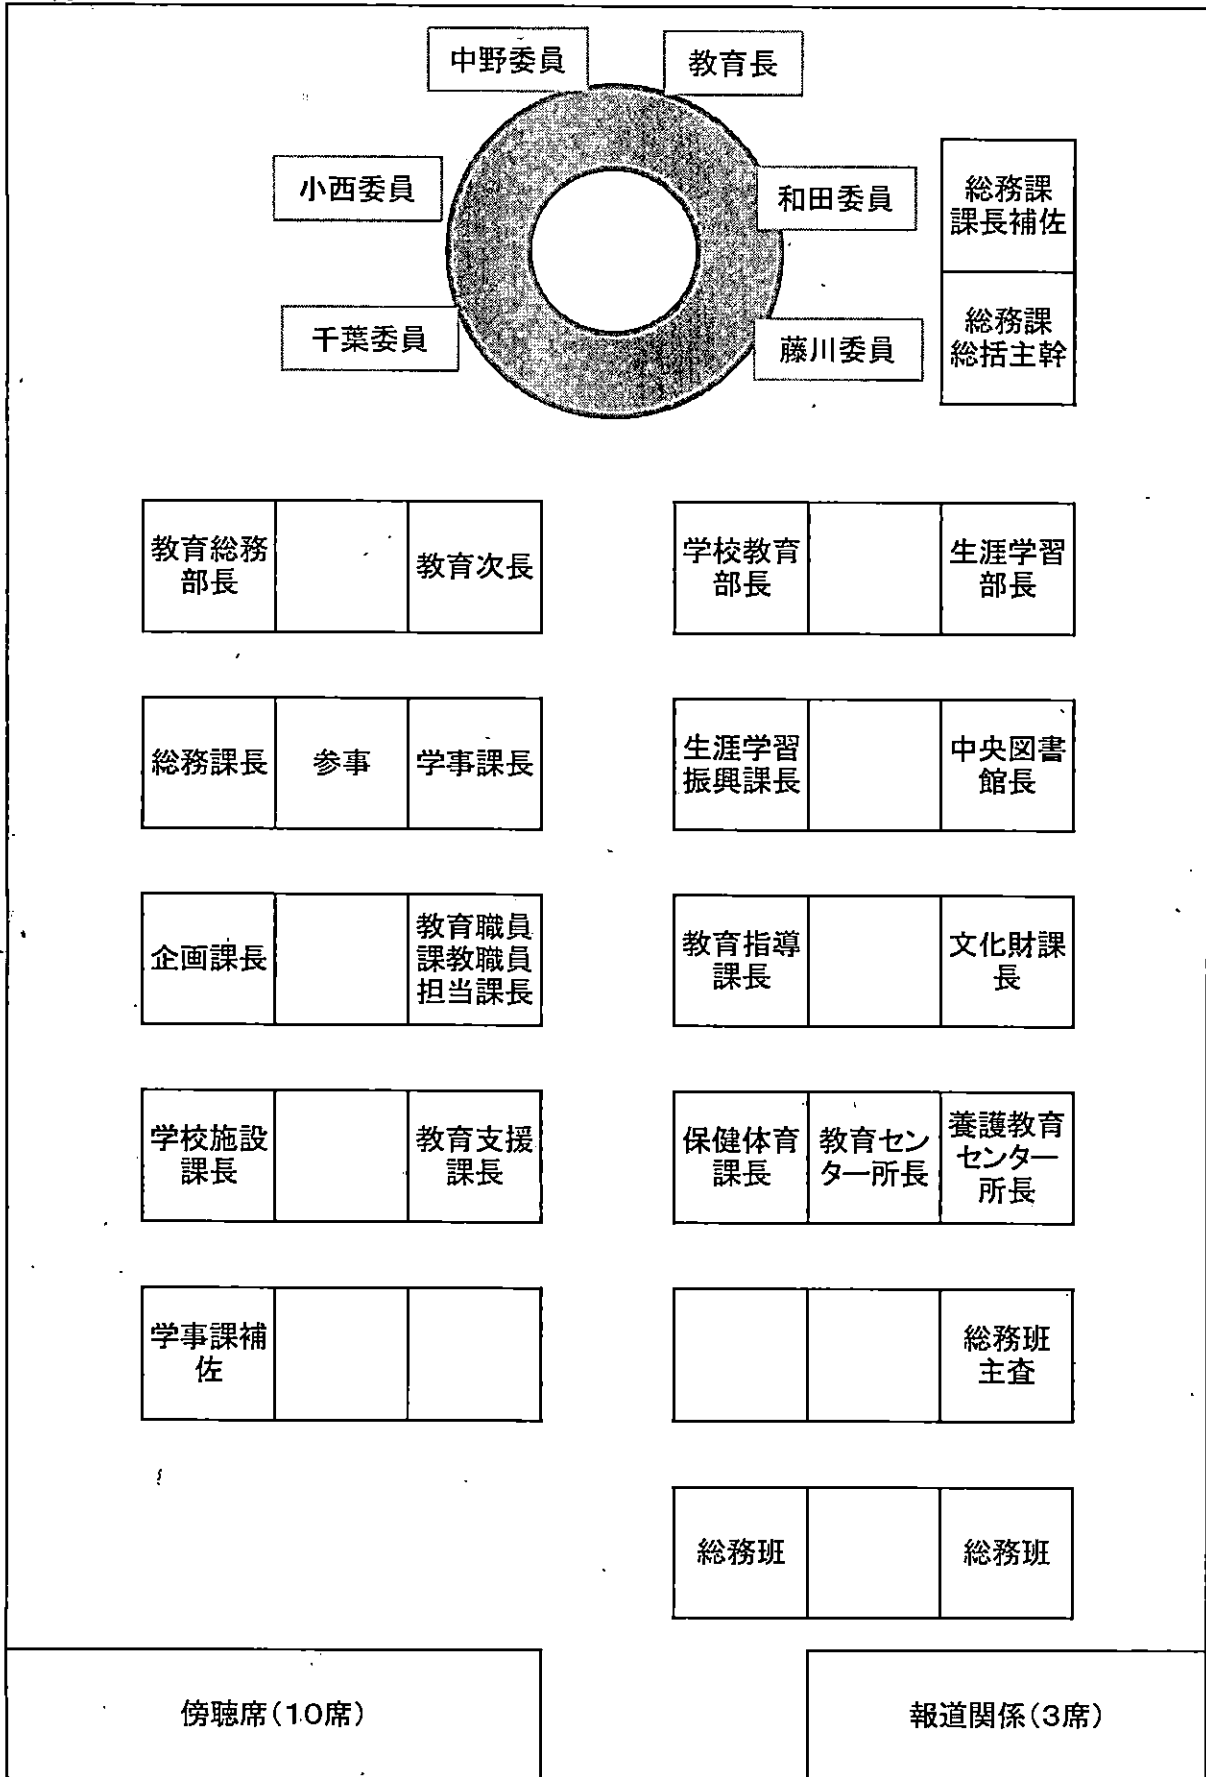 中野委員
教育長
小西委員
和田委員
総務課
課長補佐
千葉委員
藤川委員
総務課
総括主幹
教育総務
部長
教育次長
学校教育
部長
生涯学習
部長
総務課長
参事
学事課長
生涯学習
振興課長
中央図書
館長
企画課長
教育職員
課教職員
担当課長
教育指導
課長
文化財課
長
学校施設
課長
教育支援
課長
保健体育
課長
教育セン
ター所長
養護教育
センター
所長
学事課補
佐
総務班
主査
総務班
総務班
傍聴席(10席)
報道関係(3席)